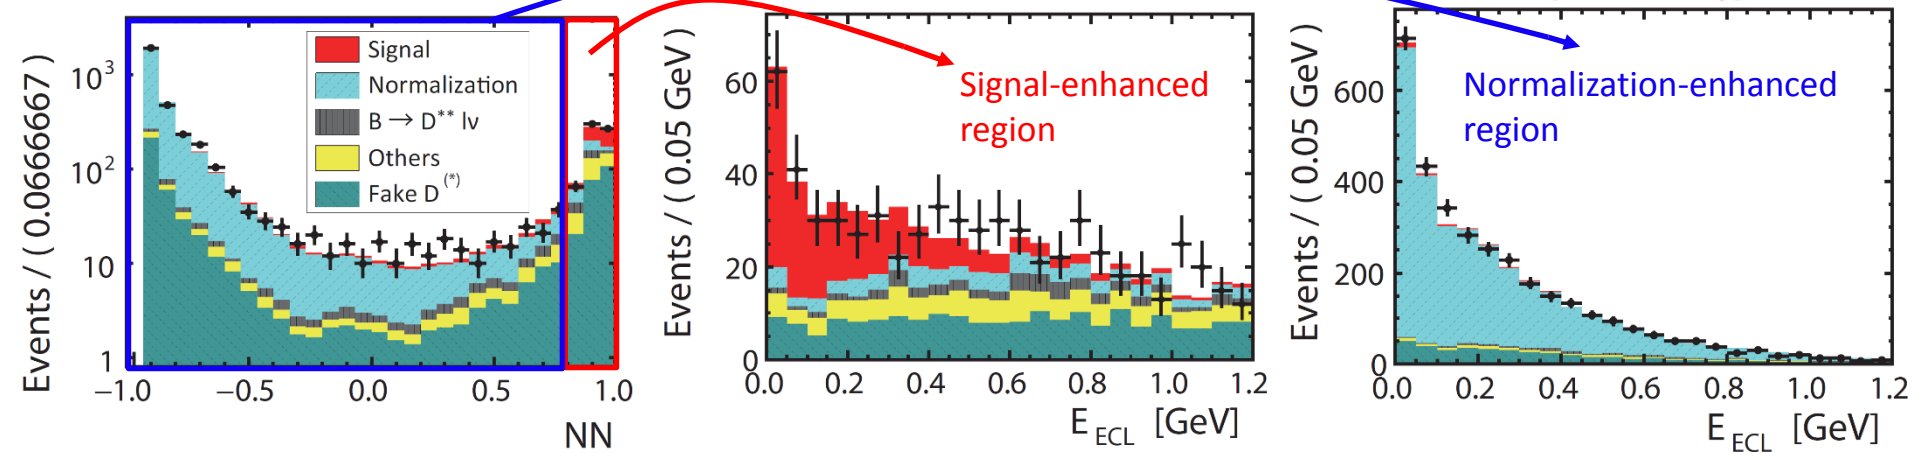 Events / ( 0.0666667 )
10³
10²
10
1
−1.0
−0.5
0.0
0.5
1.0
NN
Signal
Normalization
B → D** lν
Others
Fake D (*)
Events / ( 0.05 GeV )
60
40
20
0
0.0
0.2
0.4
0.6
0.8
1.0
1.2
E ECL [GeV]
Signal-enhanced
region
Events / ( 0.05 GeV )
600
400
200
0
0.0
0.2
0.4
0.6
0.8
1.0
1.2
E ECL [GeV]
Normalization-enhanced
region